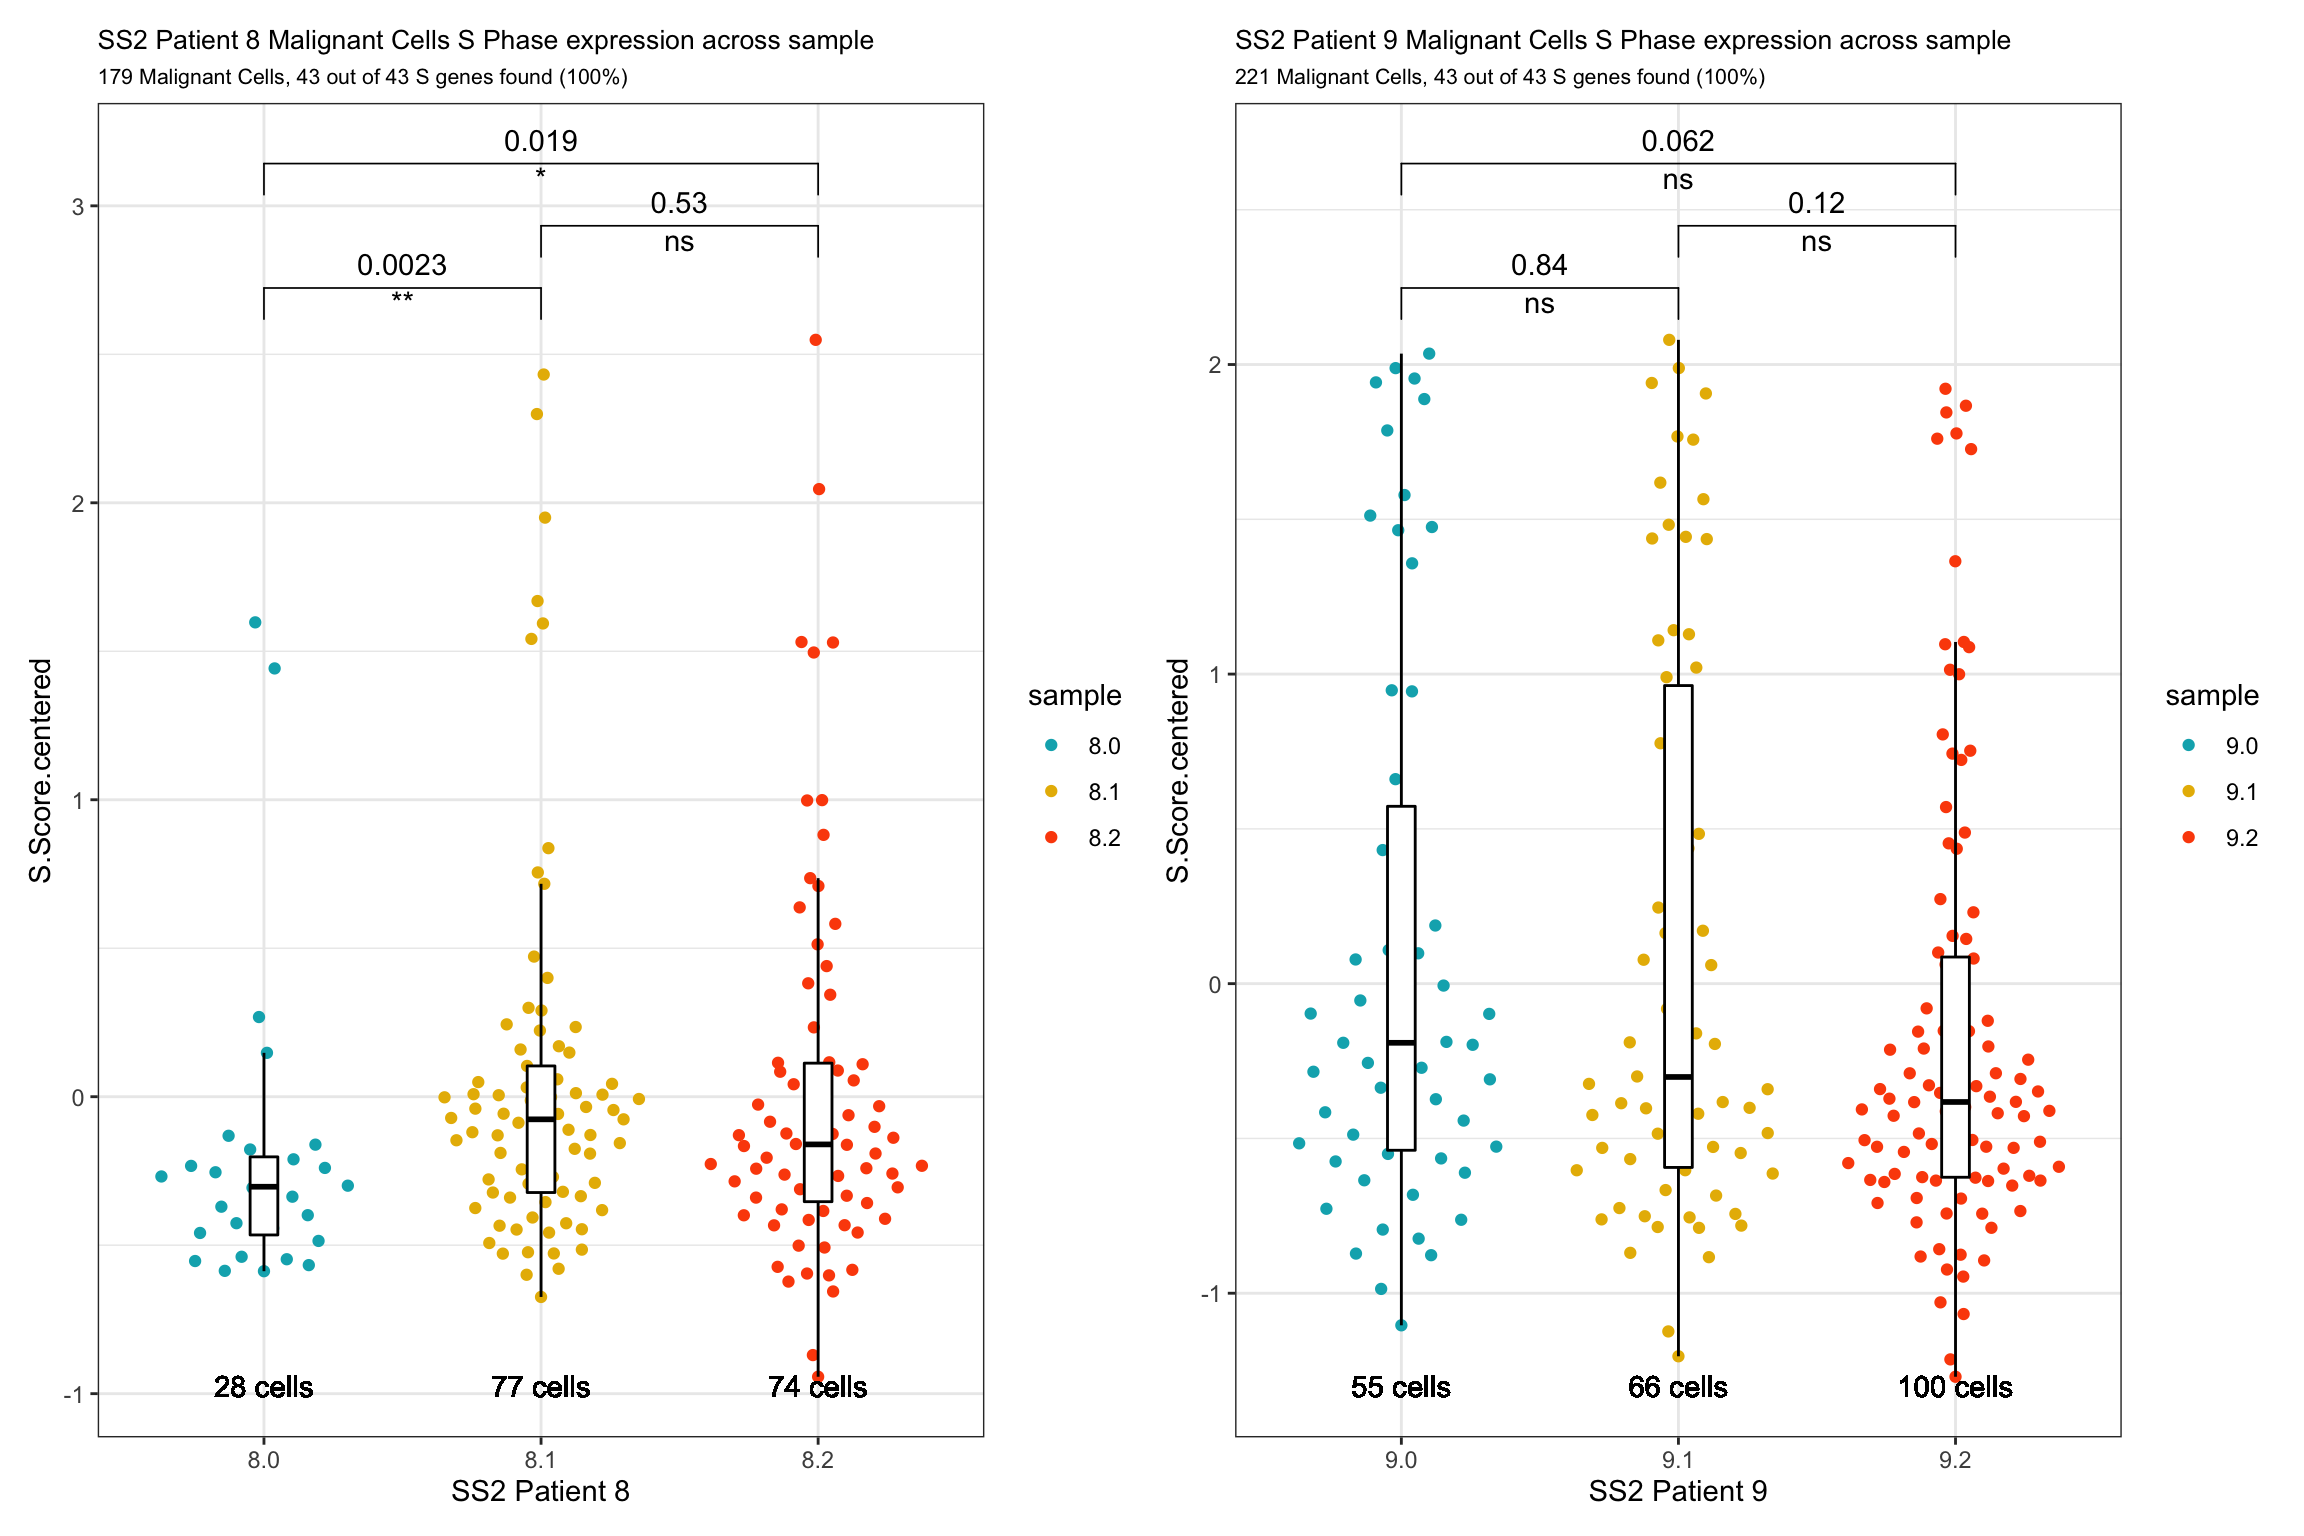 SS2 Patient 8 Malignant Cells S Phase expression across sample
179 Malignant Cells, 43 out of 43 S genes found (100%)
0.019
*
0.53
ns
0.0023
**
3
2
1
0
-1
S.Score.centered
28 cells
77 cells
74 cells
8.0
8.1
8.2
SS2 Patient 8
sample
8.0
8.1
8.2
SS2 Patient 9 Malignant Cells S Phase expression across sample
221 Malignant Cells, 43 out of 43 S genes found (100%)
0.062
ns
0.12
ns
0.84
ns
2
1
0
-1
S.Score.centered
55 cells
66 cells
100 cells
9.0
9.1
9.2
SS2 Patient 9
sample
9.0
9.1
9.2